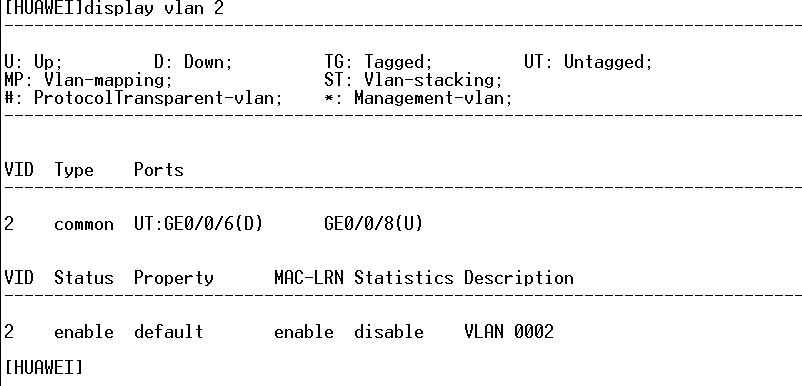 [HUAWEI]display vlan 2
--------------------------------------------------------------------------------
U: Up;         D: Down;         TG: Tagged;         UT: Untagged;
MP: Vlan-mapping;               ST: Vlan-stacking;
#: ProtocolTransparent-vlan;    *: Management-vlan;
--------------------------------------------------------------------------------
VID  Type    Ports
--------------------------------------------------------------------------------
2    common  UT:GE0/0/6(D)      GE0/0/8(U)
VID  Status  Property      MAC-LRN Statistics Description
--------------------------------------------------------------------------------
2    enable  default       enable  disable    VLAN 0002
[HUAWEI]